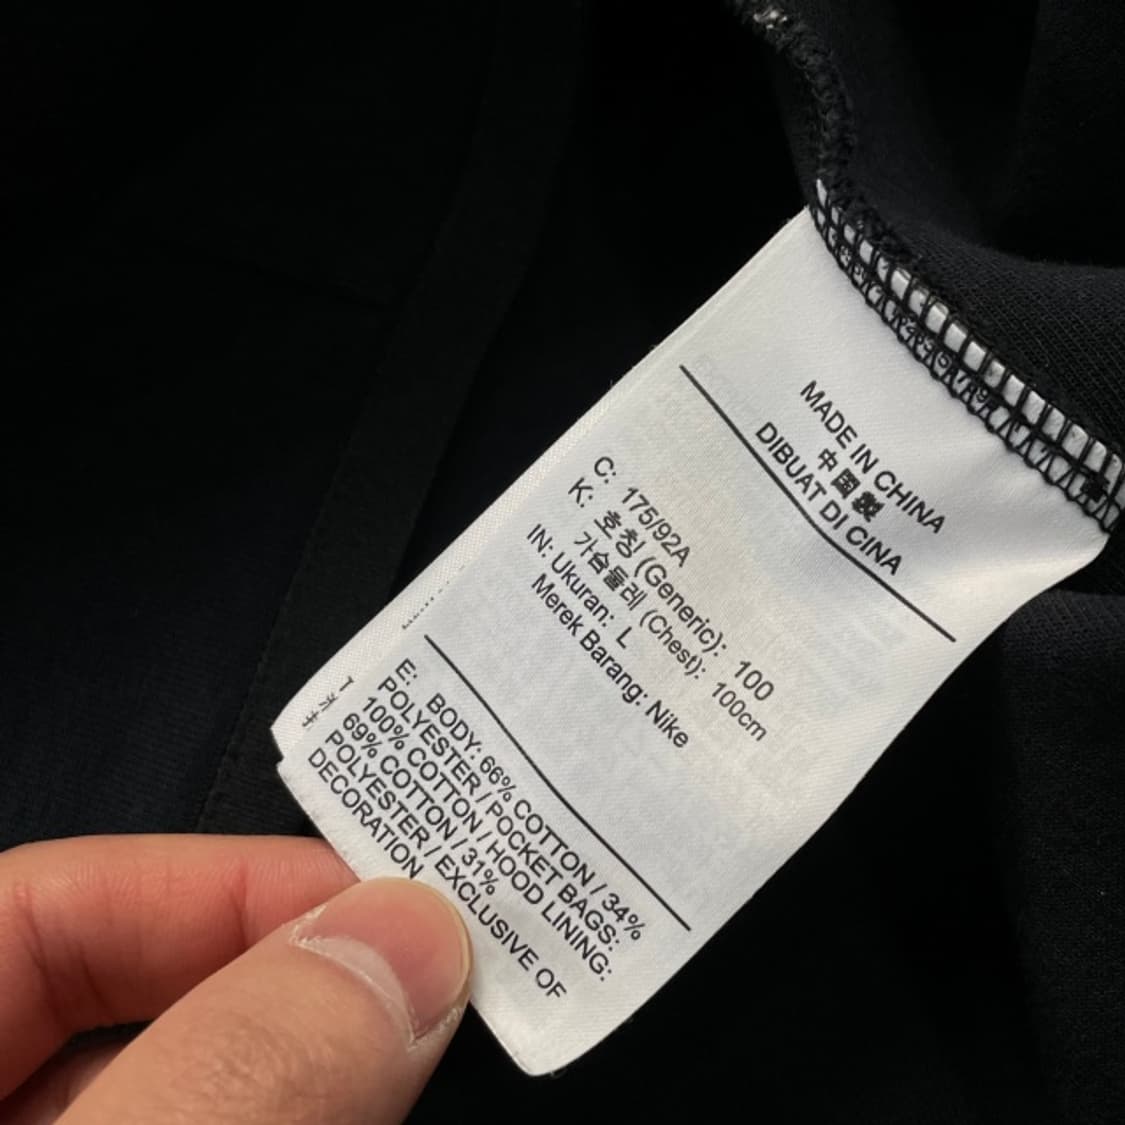 MADE IN CHINA
中国製
DIBUAT DI CINA
C: 175/92A
K: 호칭 (Generic): 100
가슴둘레 (Chest): 100cm
IN: Ukuran: L
Merek Barang: Nike
E: BODY: 66% COTTON / 34%
POLYESTER / POCKET BAGS:
100% COTTON / HOOD LINING:
69% COTTON / 31%
POLYESTER / EXCLUSIVE OF
DECORATION